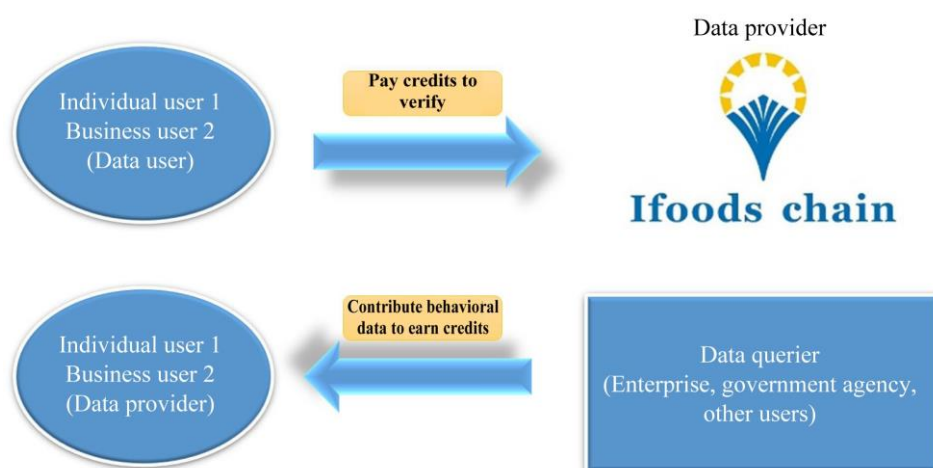 Data provider
Individual user 1
Business user 2
(Data user)
Pay credits to
verify
Ifoods chain
Individual user 1
Business user 2
(Data provider)
Contribute behavioral
data to earn credits
Data querier
(Enterprise, government agency,
other users)